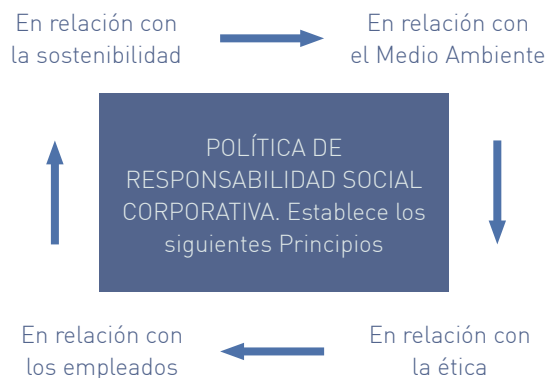 En relación con
la sostenibilidad
En relación con
el Medio Ambiente
POLÍTICA DE
RESPONSABILIDAD SOCIAL
CORPORATIVA. Establece los
siguientes Principios
En relación con
los empleados
En relación con
la ética